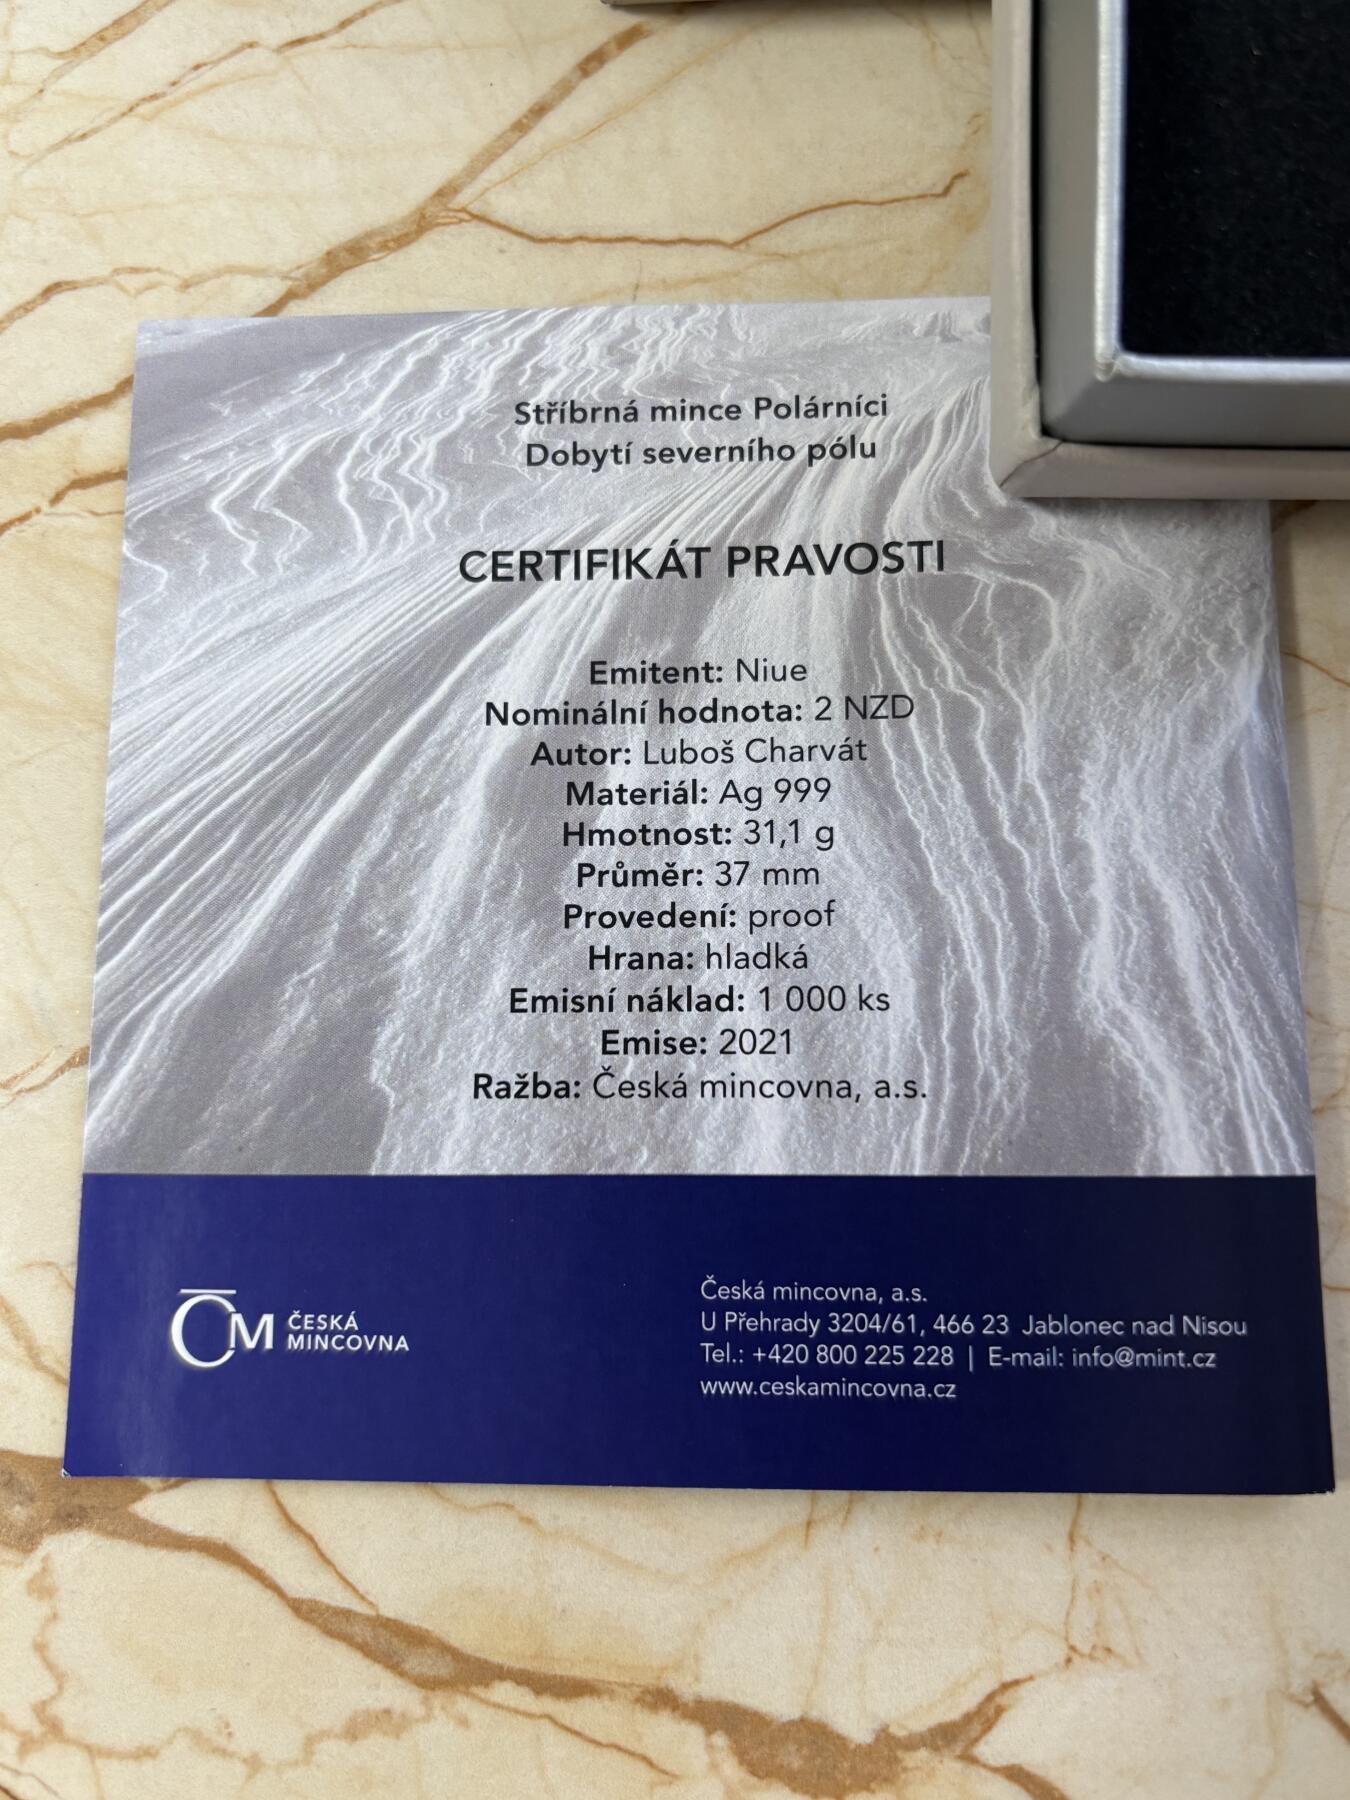 Stříbrná mince Polárníci
Dobytí severního pólu
CERTIFIKÁT PRAVOSTI
Emitent: Niue
Nominální hodnota: 2 NZD
Autor: Luboš Charvát
Materiál: Ag 999
Hmotnost: 31,1 g
Průměr: 37 mm
Provedení: proof
Hrana: hladká
Emisní náklad: 1 000 ks
Emise: 2021
Ražba: Česká mincovna, a.s.
ČM ČESKÁ
MINCOVNA
Česká mincovna, a.s.
U Přehrady 3204/61, 466 23 Jablonec nad Nisou
Tel.: +420 800 225 228 | E-mail: info@mint.cz
www.ceskamincovna.cz